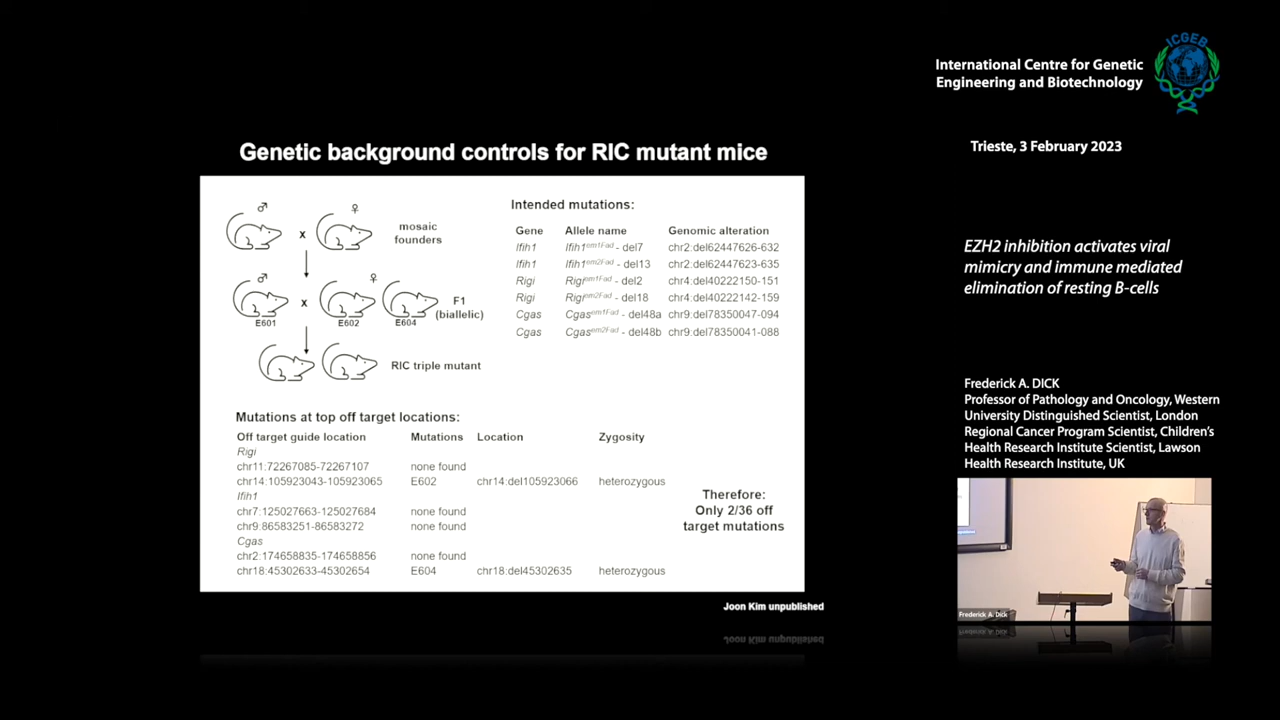 ICGEB
International Centre for Genetic
Engineering and Biotechnology
Trieste, 3 February 2023
Genetic background controls for RIC mutant mice
♂ ♀
x
mosaic
founders
♂ ♀
x
E601 E602 E604
F1
(biallelic)
RIC triple mutant
Intended mutations:
Gene Allele name Genomic alteration
Ifih1 Ifih1em1Fad - del7 chr2:del62447626-632
Ifih1 Ifih1em2Fad - del13 chr2:del62447623-635
Rigi Rigiem1Fad - del2 chr4:del40222150-151
Rigi Rigiem2Fad - del18 chr4:del40222142-159
Cgas Cgasem1Fad - del48a chr9:del78350047-094
Cgas Cgasem2Fad - del48b chr9:del78350041-088
Mutations at top off target locations:
Off target guide location Mutations Location Zygosity
Rigi
chr11:72267085-72267107 none found
chr14:105923043-105923065 E602 chr14:del105923066 heterozygous
Ifih1
chr7:125027663-125027684 none found
chr9:86583251-86583272 none found
Cgas
chr2:174658835-174658856 none found
chr18:45302633-45302654 E604 chr18:del45302635 heterozygous
Therefore:
Only 2/36 off
target mutations
Joon Kim unpublished
EZH2 inhibition activates viral
mimicry and immune mediated
elimination of resting B-cells
Frederick A. DICK
Professor of Pathology and Oncology, Western
University Distinguished Scientist, London
Regional Cancer Program Scientist, Children's
Health Research Institute Scientist, Lawson
Health Research Institute, UK
Frederick A. Dick